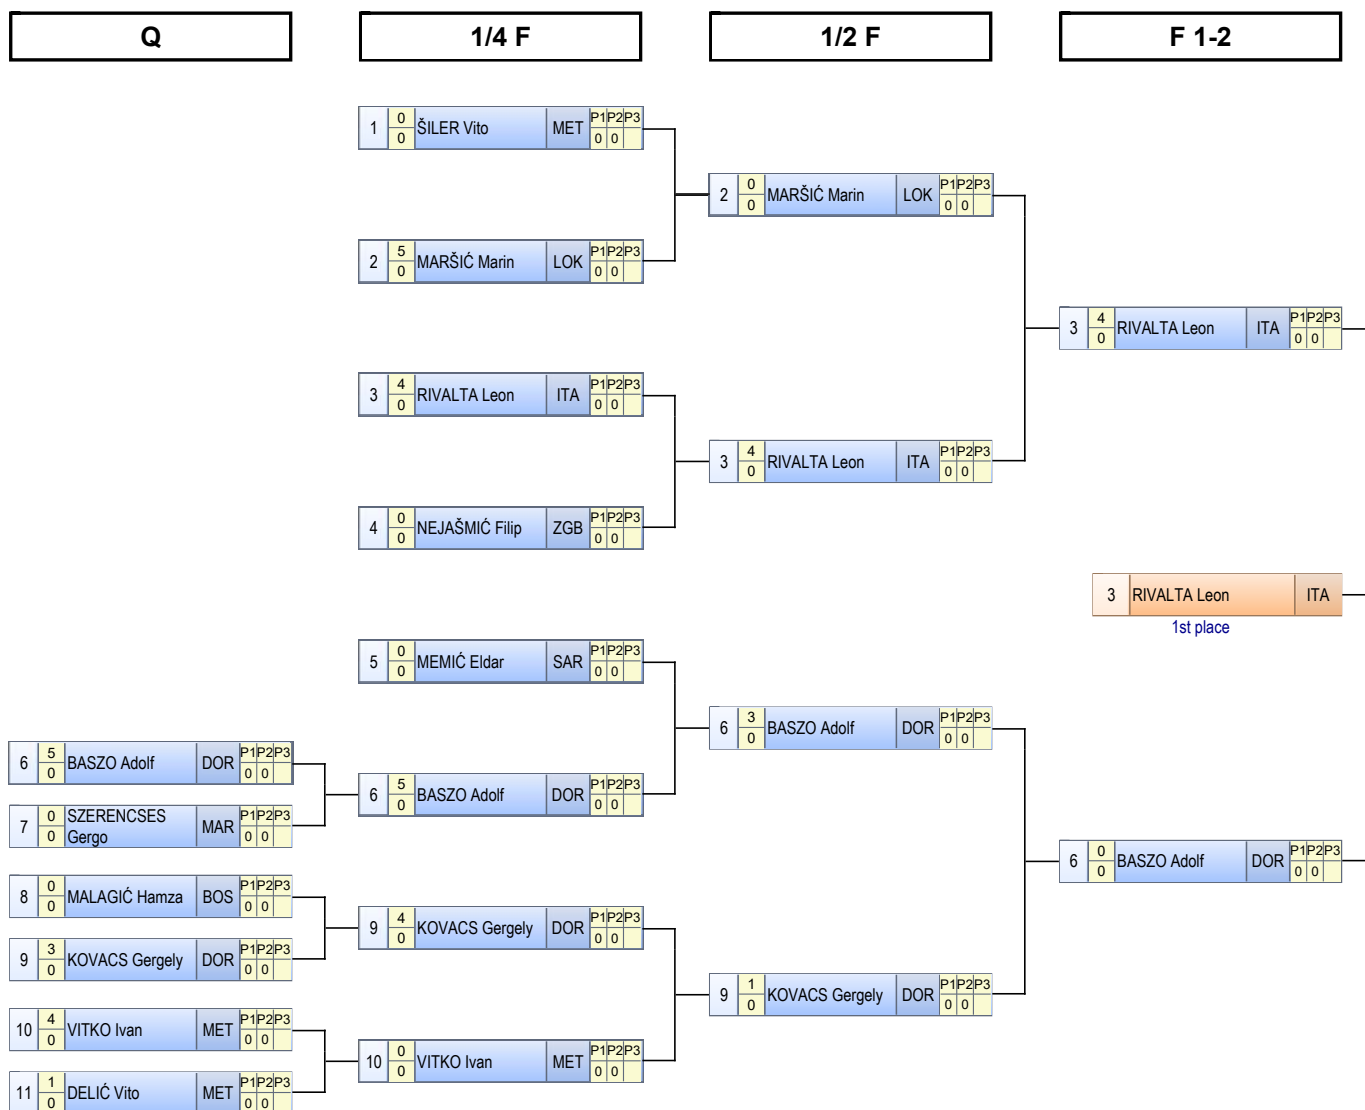 Q
1/4 F
1/2 F
F 1-2
1 0 0 ŠILER Vito MET P1 P2 P3 0 0
2 5 0 MARŠIĆ Marin LOK P1 P2 P3 0 0
3 4 0 RIVALTA Leon ITA P1 P2 P3 0 0
4 0 0 NEJAŠMIĆ Filip ZGB P1 P2 P3 0 0
5 0 0 MEMIĆ Eldar SAR P1 P2 P3 0 0
6 5 0 BASZO Adolf DOR P1 P2 P3 0 0
9 4 0 KOVACS Gergely DOR P1 P2 P3 0 0
10 0 0 VITKO Ivan MET P1 P2 P3 0 0
6 5 0 BASZO Adolf DOR P1 P2 P3 0 0
7 0 0 SZERENCSES
Gergo MAR P1 P2 P3 0 0
8 0 0 MALAGIĆ Hamza BOS P1 P2 P3 0 0
9 3 0 KOVACS Gergely DOR P1 P2 P3 0 0
10 4 0 VITKO Ivan MET P1 P2 P3 0 0
11 1 0 DELIĆ Vito MET P1 P2 P3 0 0
2 0 0 MARŠIĆ Marin LOK P1 P2 P3 0 0
3 4 0 RIVALTA Leon ITA P1 P2 P3 0 0
6 3 0 BASZO Adolf DOR P1 P2 P3 0 0
9 1 0 KOVACS Gergely DOR P1 P2 P3 0 0
3 4 0 RIVALTA Leon ITA P1 P2 P3 0 0
3 RIVALTA Leon ITA
1st place
6 0 0 BASZO Adolf DOR P1 P2 P3 0 0